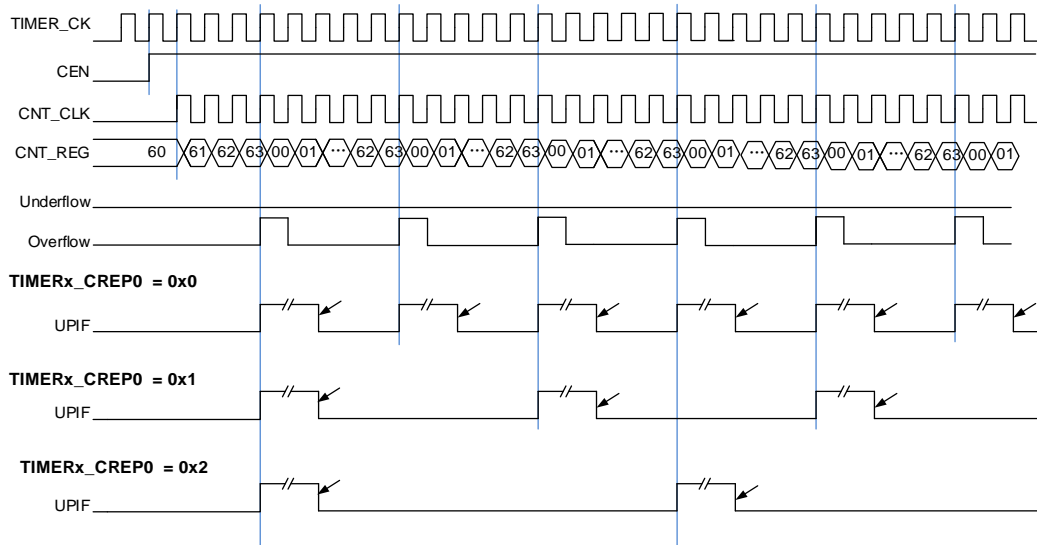 TIMER_CK
CEN
CNT_CLK
CNT_REG 60 61 62 63 00 01 ... 62 63 00 01 ... 62 63 00 01 ... 62 63 00 01 ... 62 63 00 01 ... 62 63 00 01
Underflow
Overflow
TIMERx_CREP0 = 0x0
UPIF
TIMERx_CREP0 = 0x1
UPIF
TIMERx_CREP0 = 0x2
UPIF